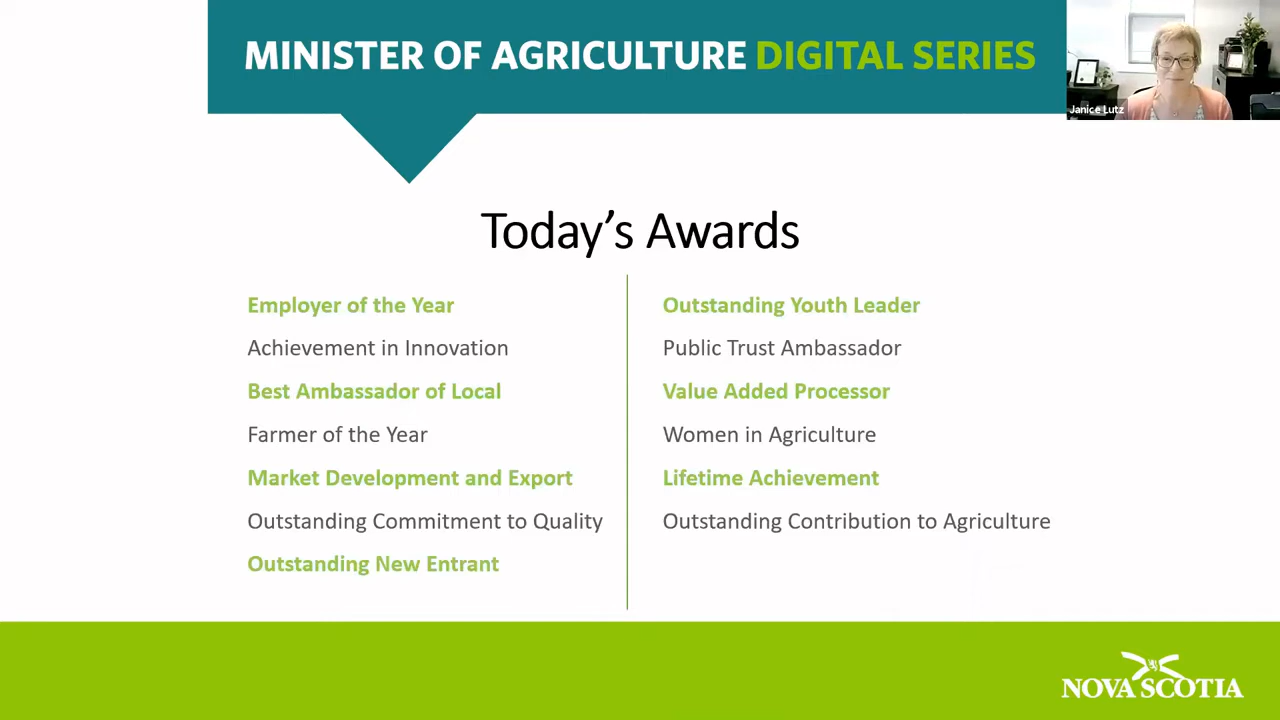 MINISTER OF AGRICULTURE DIGITAL SERIES
Janice Lutz
Today's Awards
Employer of the Year
Achievement in Innovation
Best Ambassador of Local
Farmer of the Year
Market Development and Export
Outstanding Commitment to Quality
Outstanding New Entrant
Outstanding Youth Leader
Public Trust Ambassador
Value Added Processor
Women in Agriculture
Lifetime Achievement
Outstanding Contribution to Agriculture
NOVA SCOTIA